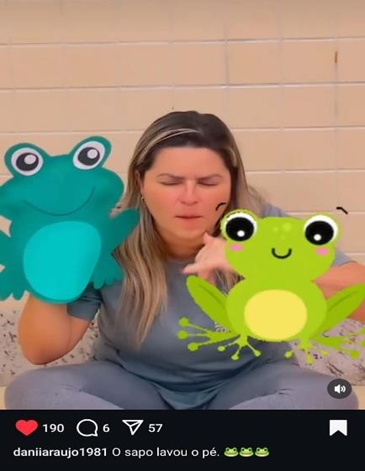 190 6 57
daniiaraujo1981 O sapo lavou o pé. 🐸🐸🐸